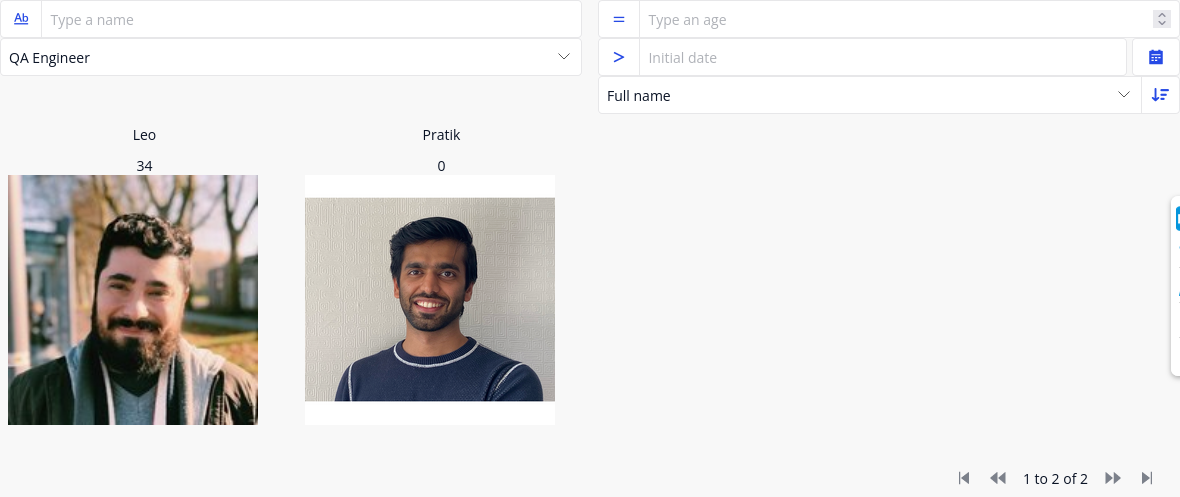 Ab Type a name
= Type an age
QA Engineer
> Initial date
Full name
Leo
Pratik
34
0
1 to 2 of 2